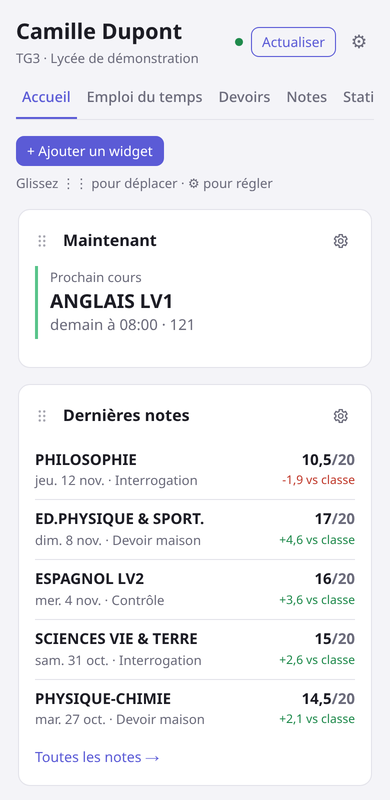 Camille Dupont
TG3 · Lycée de démonstration
Actualiser
Accueil Emploi du temps Devoirs Notes Stati
+ Ajouter un widget
Glissez ⋮⋮ pour déplacer · ⚙ pour régler
Maintenant
Prochain cours
ANGLAIS LV1
demain à 08:00 · 121
Dernières notes
PHILOSOPHIE 10,5/20
jeu. 12 nov. · Interrogation -1,9 vs classe
ED.PHYSIQUE & SPORT. 17/20
dim. 8 nov. · Devoir maison +4,6 vs classe
ESPAGNOL LV2 16/20
mer. 4 nov. · Contrôle +3,6 vs classe
SCIENCES VIE & TERRE 15/20
sam. 31 oct. · Interrogation +2,6 vs classe
PHYSIQUE-CHIMIE 14,5/20
mar. 27 oct. · Devoir maison +2,1 vs classe
Toutes les notes →